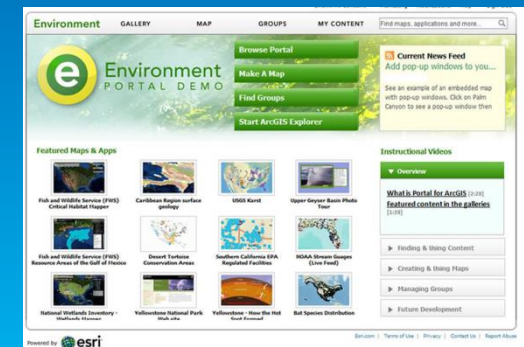 Environment GALLERY MAP GROUPS MY CONTENT Find maps, applications and more...
e
Environment
PORTAL DEMO
Browse Portal
Make A Map
Find Groups
Start ArcGIS Explorer
Current News Feed
Add pop-up windows to you...
See an example of an embedded map
with pop-up windows. Click on Palm
Canyon to see a pop-up window then
Featured Maps & Apps
Fish and Wildlife Service (FWS)
Critical Habitat Mapper
Caribbean Region surface
geology
USGS Karst
Upper Geyser Basin Photo
Tour
Fish and Wildlife Service (FWS)
Resource Areas of the Gulf of Mexico
Desert Tortoise
Conservation Areas
Southern California EPA
Regulated Facilities
NOAA Stream Guages
(Live Feed)
National Wetlands Inventory -
Wetlands Mapper
Yellowstone National Park
Web site
Yellowstone - How the Hot
Spot Formed
Bat Species Distribution
Instructional Videos
Overview
What is Portal for ArcGIS [2:28]
Featured content in the galleries
Finding & Using Content
Creating & Using Maps
Managing Groups
Future Development
Powered by esri
Esri.com | Terms of Use | Privacy | Contact Us | Report Abuse